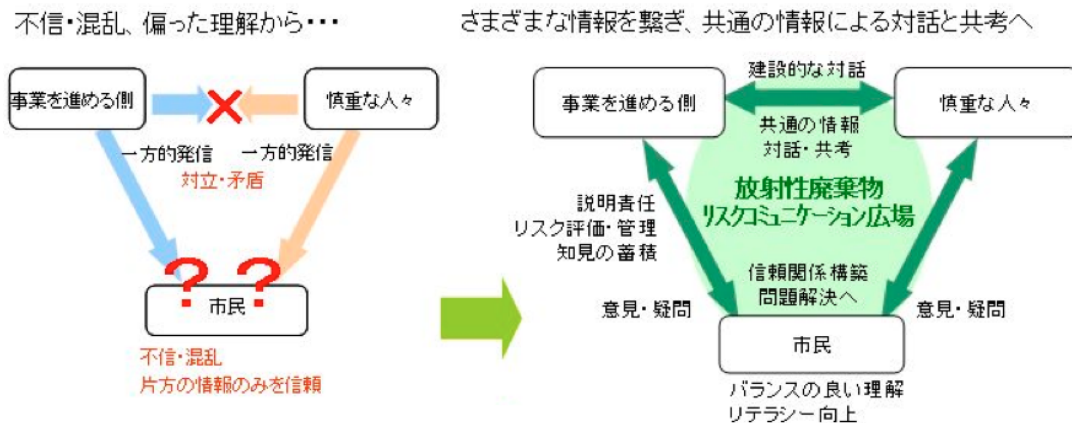 不信・混乱、偏った理解から・・・
事業を進める側
慎重な人々
一方的発信
一方的発信
対立・矛盾
? ?
市民
不信・混乱
片方の情報のみを信頼
さまざまな情報を繋ぎ、共通の情報による対話と共考へ
事業を進める側
建設的な対話
慎重な人々
共通の情報
対話・共考
放射性廃棄物
リスクコミュニケーション広場
説明責任
リスク評価・管理
知見の蓄積
信頼関係構築
問題解決へ
意見・疑問
意見・疑問
市民
バランスの良い理解
リテラシー向上